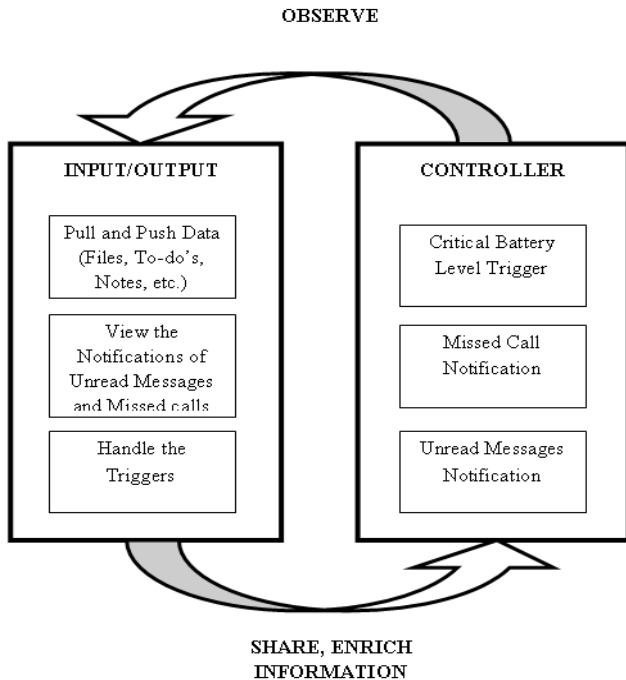 OBSERVE
INPUT/OUTPUT
Pull and Push Data
(Files, To-do’s,
Notes, etc.)
View the
Notifications of
Unread Messages
and Missed calls
Handle the
Triggers
CONTROLLER
Critical Battery
Level Trigger
Missed Call
Notification
Unread Messages
Notification
SHARE, ENRICH
INFORMATION